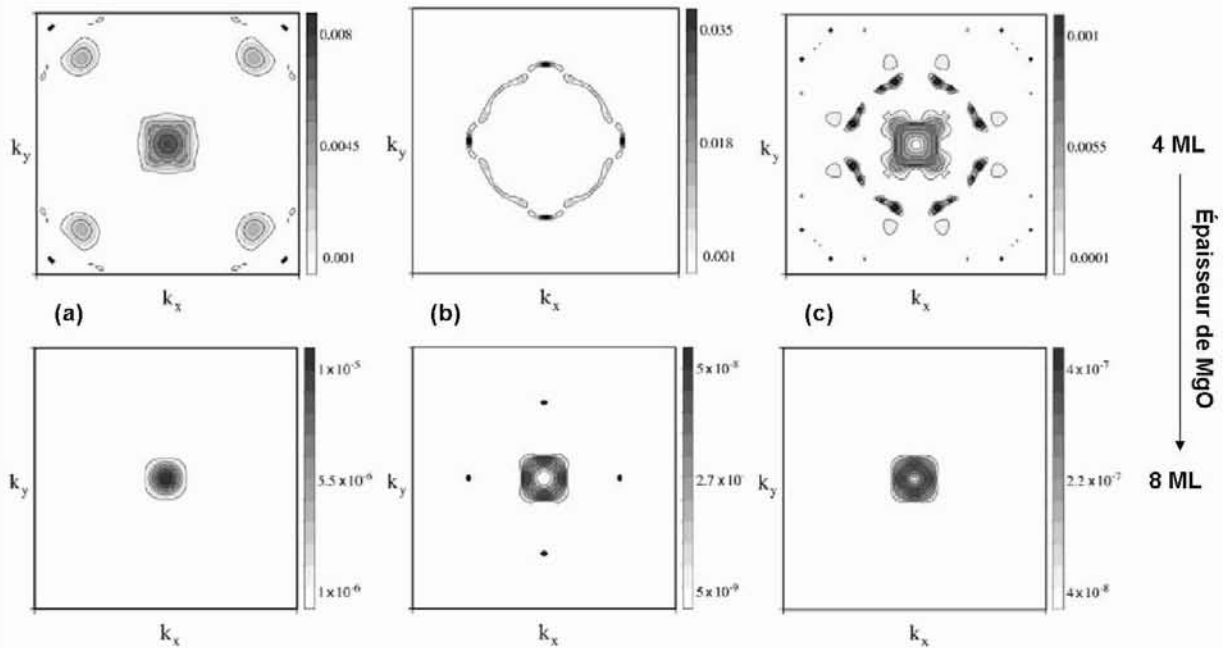 0.008
0.0045
0.001
k_y
k_x
(a)
0.035
0.018
0.001
k_y
k_x
(b)
0.001
0.0055
0.0001
k_y
k_x
(c)
4 ML
Épaisseur de MgO
8 ML
1x10^-5
5.5x10^-6
1x10^-6
k_y
k_x
5x10^-8
2.7x10^-
5x10^-9
k_y
k_x
4x10^-7
2.2x10^-7
4x10^-8
k_y
k_x